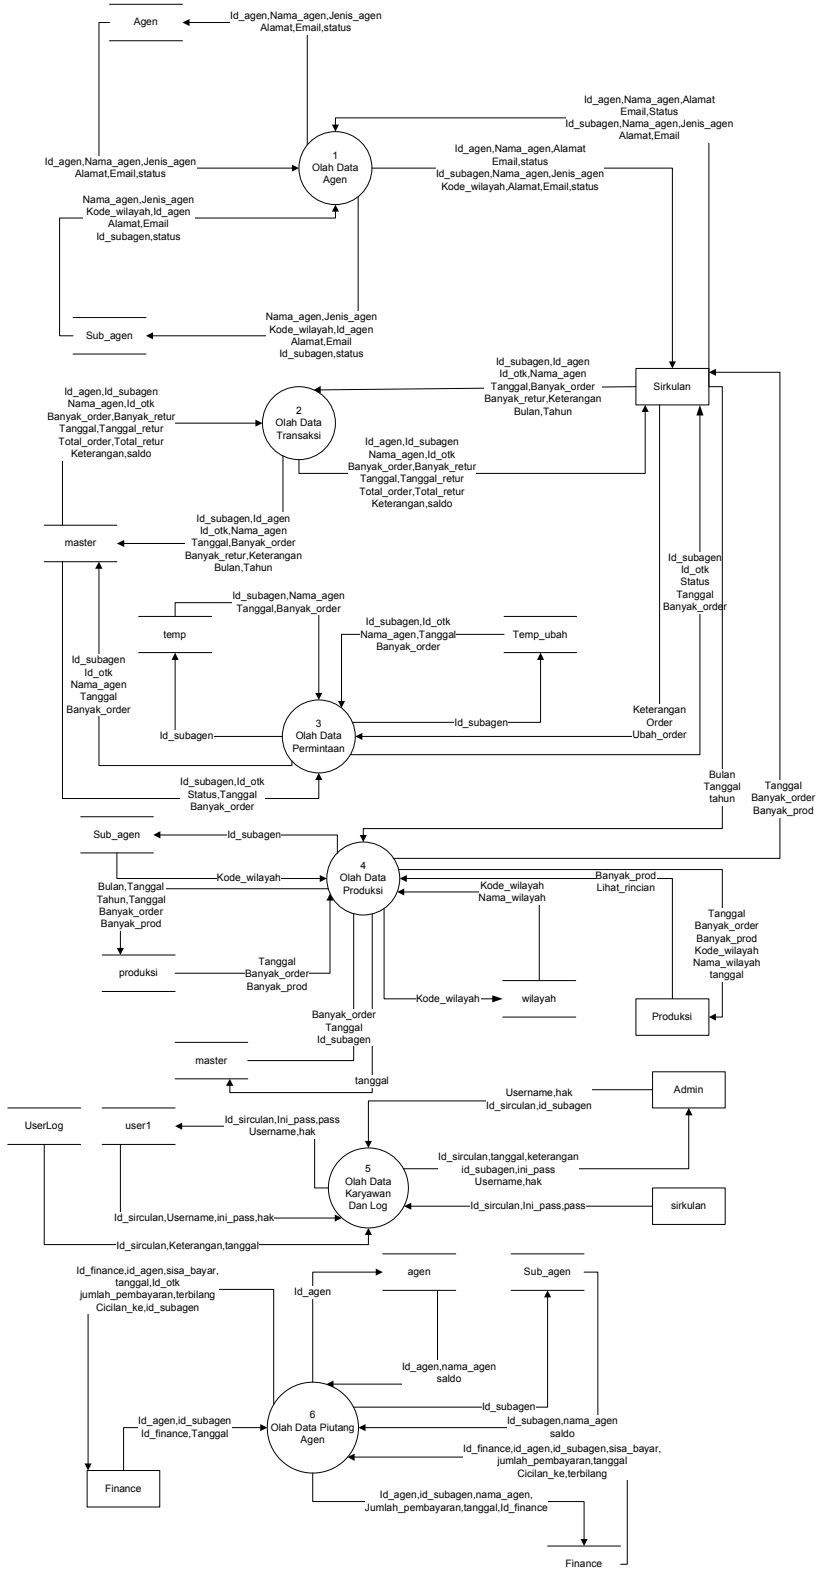 Agen
Id_agen,Nama_agen,Jenis_agen
Alamat,Email,status
Id_agen,Nama_agen,Alamat
Email,Status
Id_subagen,Nama_agen,Jenis_agen
Alamat,Email
1
Olah Data
Agen
Id_agen,Nama_agen,Jenis_agen
Alamat,Email,status
Id_agen,Nama_agen,Alamat
Email,status
Id_subagen,Nama_agen,Jenis_agen
Kode_wilayah,Alamat,Email,status
Nama_agen,Jenis_agen
Kode_wilayah,Id_agen
Alamat,Email
Id_subagen,status
Sub_agen
Nama_agen,Jenis_agen
Kode_wilayah,Id_agen
Alamat,Email
Id_subagen,status
Id_subagen,Id_agen
Id_otk,Nama_agen
Tanggal,Banyak_order
Banyak_retur,Keterangan
Bulan,Tahun
Sirkulan
Id_agen,Id_subagen
Nama_agen,Id_otk
Banyak_order,Banyak_retur
Tanggal,Tanggal_retur
Total_order,Total_retur
Keterangan,saldo
2
Olah Data
Transaksi
Id_agen,Id_subagen
Nama_agen,Id_otk
Banyak_order,Banyak_retur
Tanggal,Tanggal_retur
Total_order,Total_retur
Keterangan,saldo
master
Id_subagen,Id_agen
Id_otk,Nama_agen
Tanggal,Banyak_order
Banyak_retur,Keterangan
Bulan,Tahun
Id_subagen
Id_otk
Status
Tanggal
Banyak_order
Id_subagen,Nama_agen
Tanggal,Banyak_order
temp
Id_subagen,Id_otk
Nama_agen,Tanggal
Banyak_order
Temp_ubah
Id_subagen
Id_otk
Nama_agen
Tanggal
Banyak_order
Id_subagen
3
Olah Data
Permintaan
Id_subagen
Keterangan
Order
Ubah_order
Id_subagen,Id_otk
Status,Tanggal
Banyak_order
Bulan
Tanggal
tahun
Tanggal
Banyak_order
Banyak_prod
Sub_agen
Id_subagen
Kode_wilayah
4
Olah Data
Produksi
Bulan,Tanggal
Tahun,Tanggal
Banyak_order
Banyak_prod
Kode_wilayah
Nama_wilayah
Banyak_prod
Lihat_rincian
Tanggal
Banyak_order
Banyak_prod
Kode_wilayah
Nama_wilayah
tanggal
produksi
Tanggal
Banyak_order
Banyak_prod
Kode_wilayah
wilayah
Produksi
Banyak_order
Tanggal
Id_subagen
master
tanggal
Username,hak
Id_sirculan,id_subagen
Admin
UserLog
user1
Id_sirculan,Ini_pass,pass
Username,hak
5
Olah Data
Karyawan
Dan Log
Id_sirculan,tanggal,keterangan
id_subagen,ini_pass
Username,hak
Id_sirculan,Ini_pass,pass
sirkulan
Id_sirculan,Username,ini_pass,hak
Id_sirculan,Keterangan,tanggal
Id_finance,id_agen,sisa_bayar,
tanggal,Id_otk
jumlah_pembayaran,terbilang
Cicilan_ke,id_subagen
Id_agen
agen
Sub_agen
Id_agen,nama_agen
saldo
Id_subagen
6
Olah Data Piutang
Agen
Id_agen,id_subagen
Id_finance,Tanggal
Id_subagen,nama_agen
saldo
Id_finance,id_agen,id_subagen,sisa_bayar,
jumlah_pembayaran,tanggal
Cicilan_ke,terbilang
Finance
Id_agen,id_subagen,nama_agen,
Jumlah_pembayaran,tanggal,Id_finance
Finance